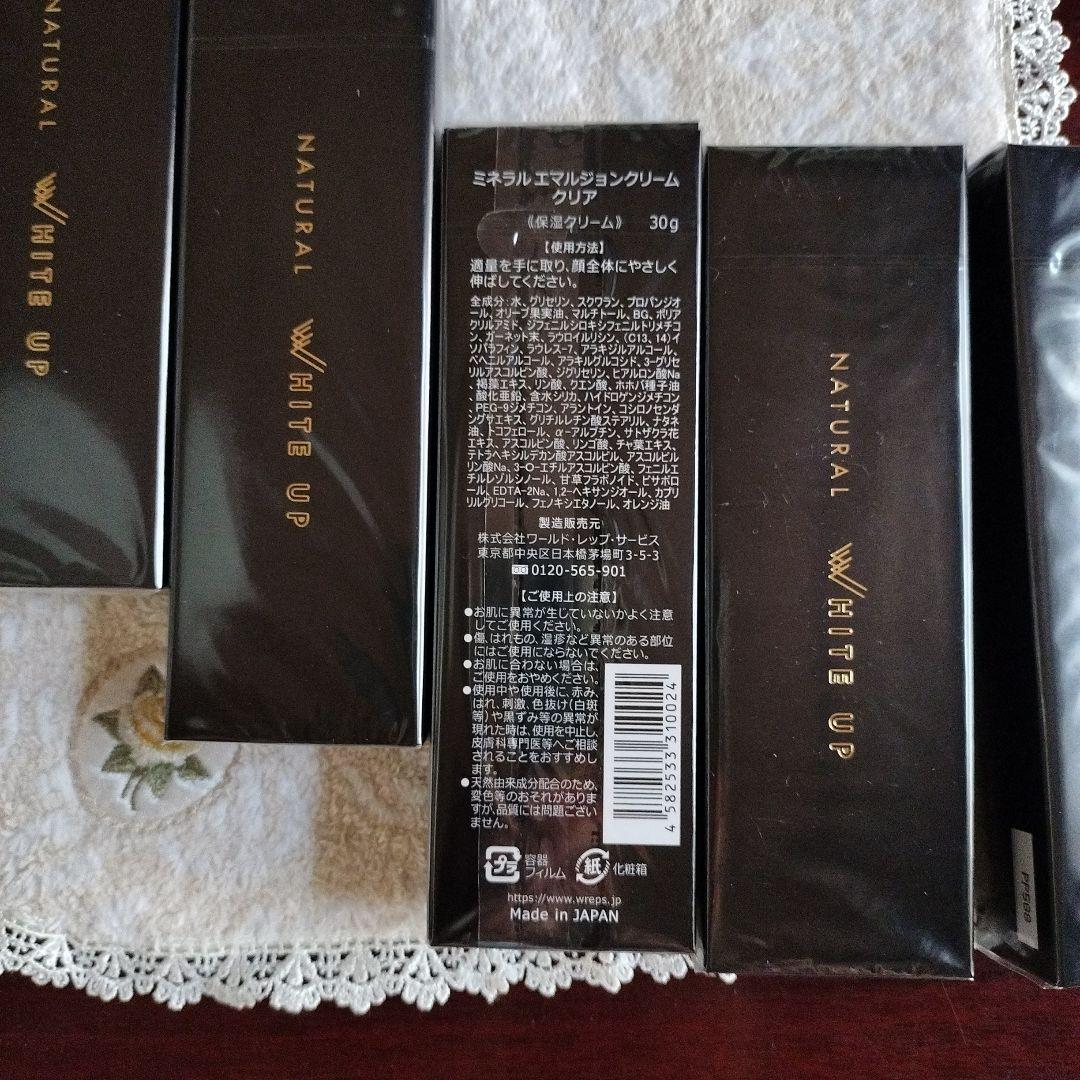 NATURAL WHITE UP
NATURAL WHITE UP
ミネラル エマルジョンクリーム
クリア
《保湿クリーム》 30g
【使用方法】
適量を手に取り、顔全体にやさしく
伸ばしてください。
全成分:水、グリセリン、スクワラン、プロパンジオ
ール、オリーブ果実油、マルチトール、BG、ポリア
クリルアミド、ジフェニルシロキシフェニルトリメチコ
ン、ガーネット末、ラウロイルリシン、(C13, 14)イ
ソパラフィン、ラウレス-7、アラキジルアルコール、
ベヘニルアルコール、アラキルグルコシド、3-グリセ
リルアスコルビン酸、ジグリセリン、ヒアルロン酸Na
、褐藻エキス、リン酸、クエン酸、ホホバ種子油
、酸化亜鉛、含水シリカ、ハイドロゲンジメチコン
、PEG-9ジメチコン、アラントイン、コシロノセンダ
ングサエキス、グリチルレチン酸ステアリル、ナタネ
油、トコフェロール、α-アルブチン、サトザクラ花
エキス、アスコルビン酸、リンゴ酸、チャ葉エキス、
テトラヘキシルデカン酸アスコルビル、アスコルビル
リン酸Na、3-O-エチルアスコルビン酸、フェニルエ
チルレゾルシノール、甘草フラボノイド、ビサボロ
ール、EDTA-2Na、1,2-ヘキサンジオール、カプリ
リルグリコール、フェノキシエタノール、オレンジ油
製造販売元
株式会社ワールド・レップ・サービス
東京都中央区日本橋茅場町3-5-3
0120-565-901
【ご使用上の注意】
●お肌に異常が生じていないかよく注意
してご使用ください。
●傷、はれもの、湿疹など異常のある部位
にはご使用にならないでください。
●お肌に合わない場合は、
ご使用をおやめください。
●使用中や使用後に、赤み、
はれ、刺激、色抜け(白斑
等)や黒ずみ等の異常が
現れた時は、使用を中止し、
皮膚科専門医等へご相談
されることをおすすめし
ます。
●天然由来成分配合のため、
変色等のおそれがありま
すが、品質には問題ござい
ません。
4 582533 310024
プラ 容器
フィルム
紙 化粧箱
https://www.wreps.jp
Made in JAPAN
NATURAL WHITE UP
PP588